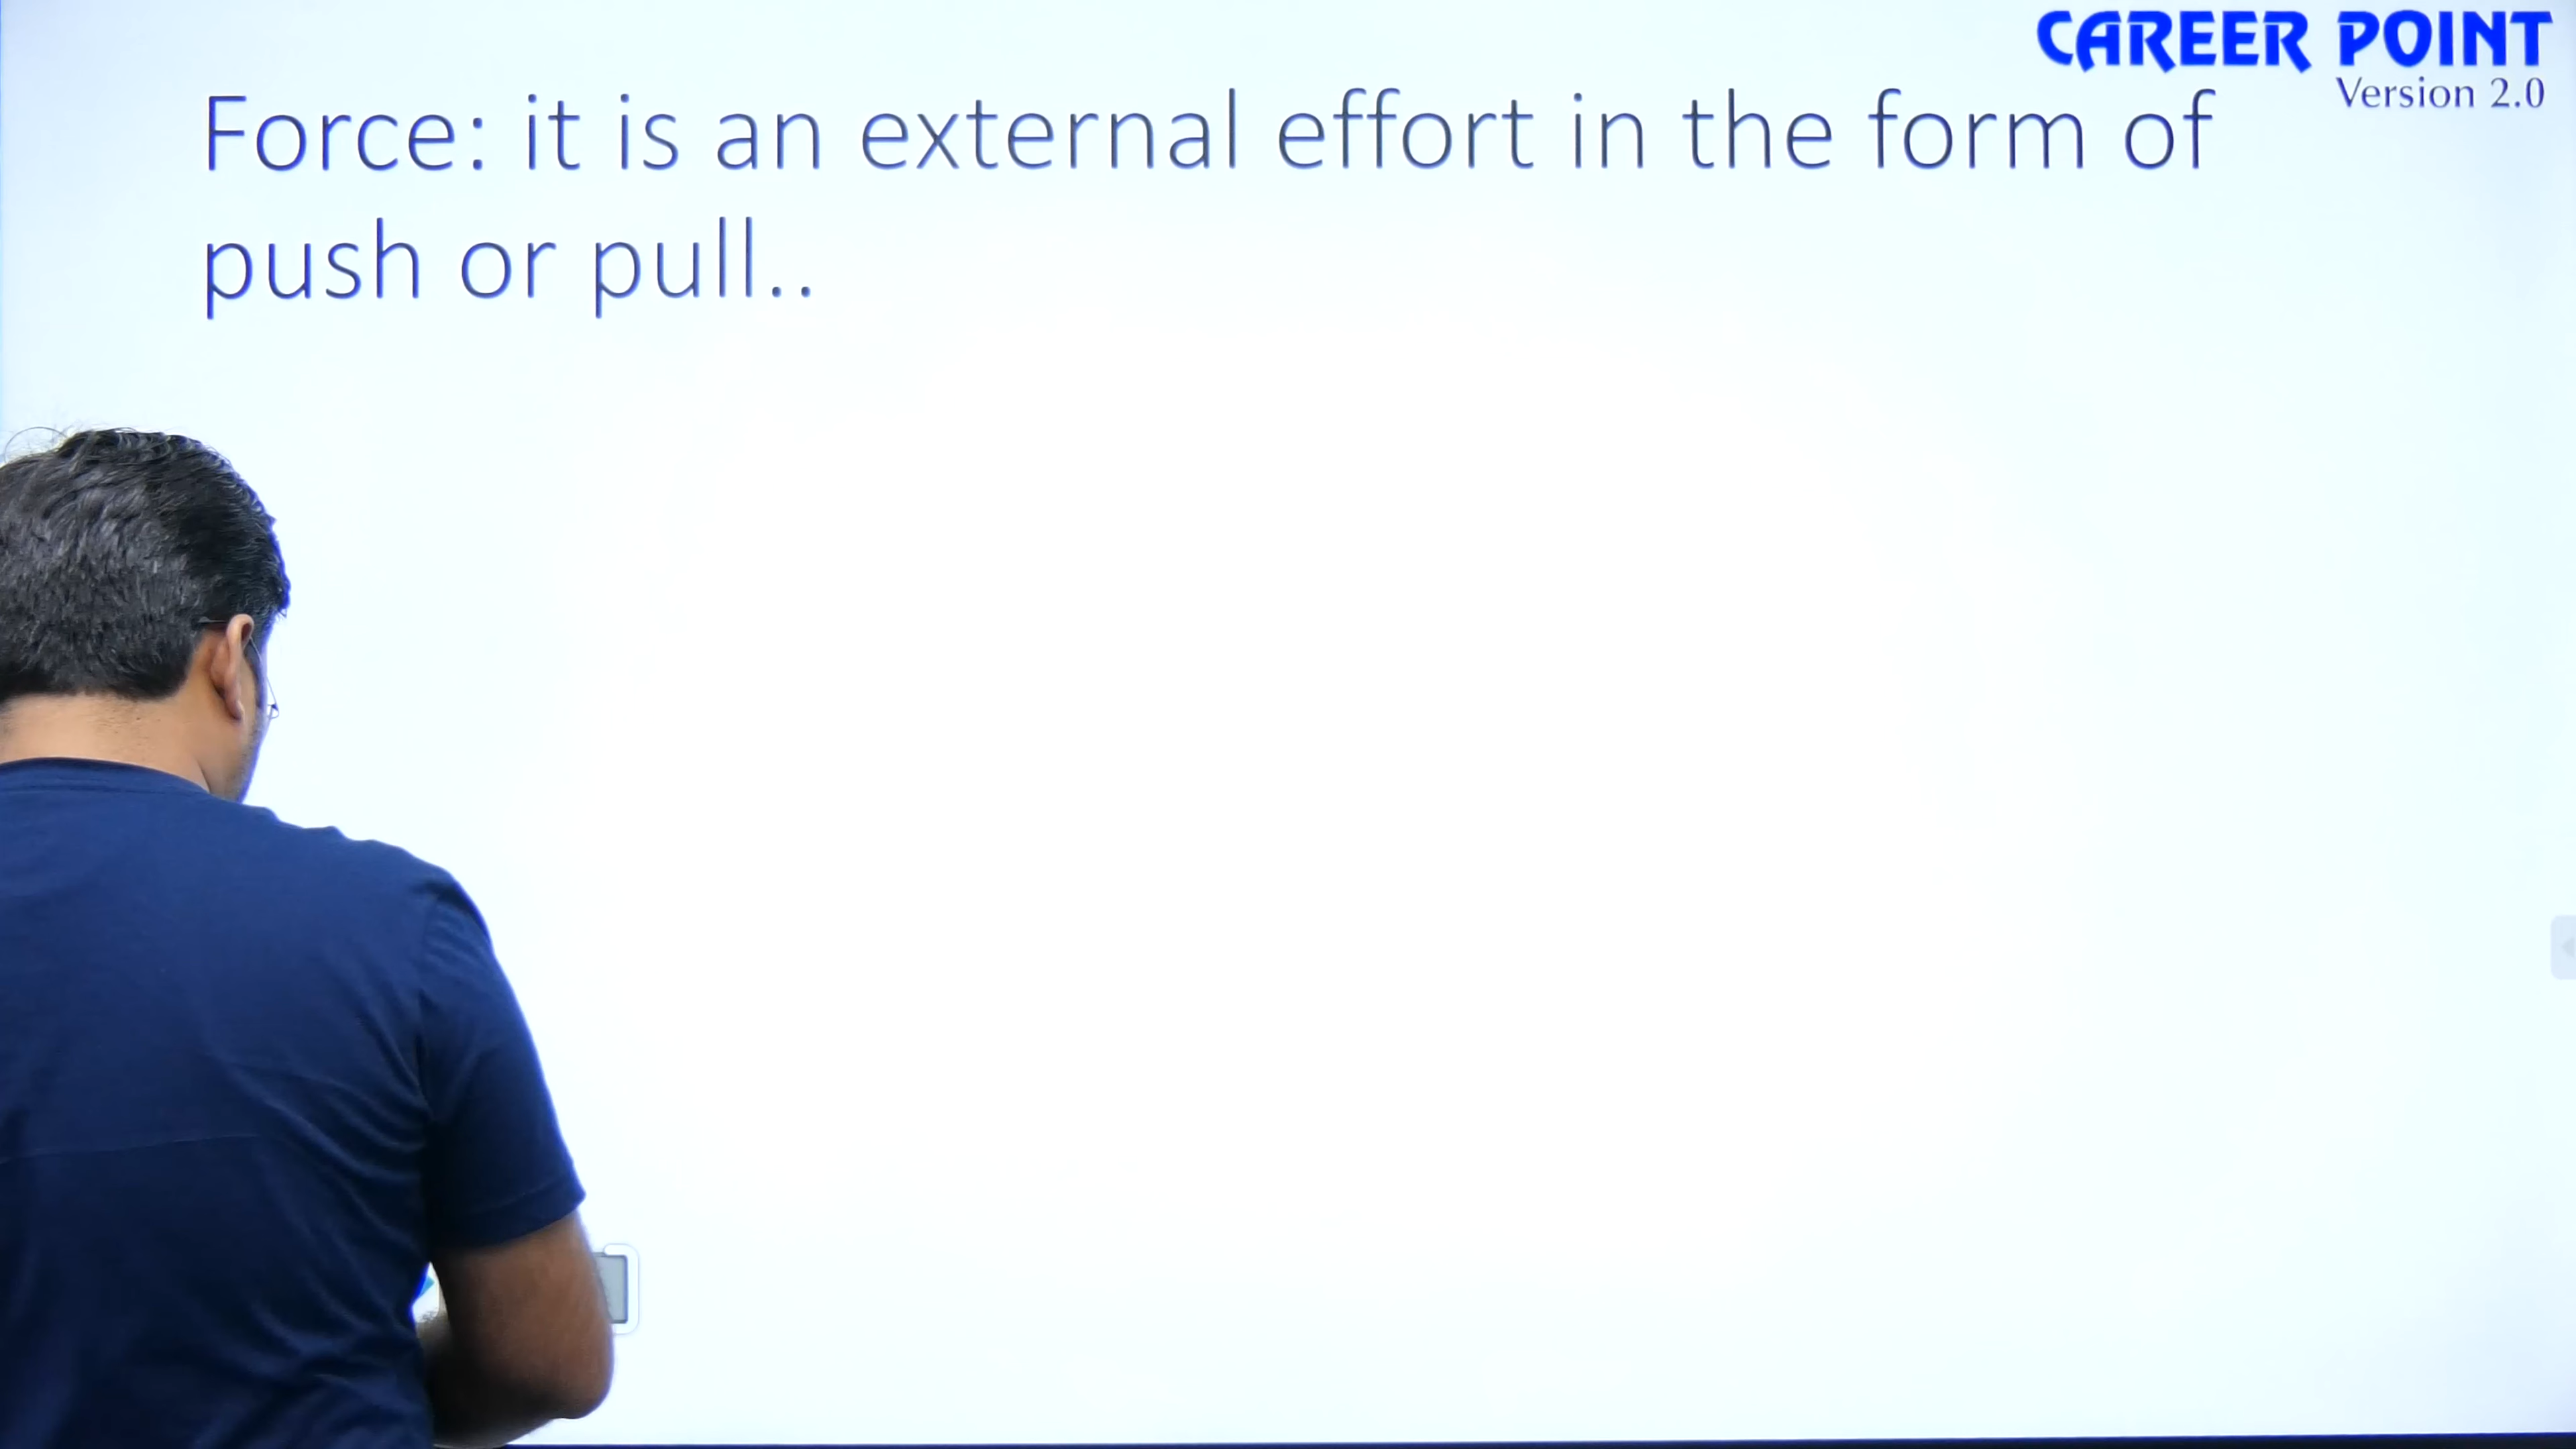 CAREER POINT
Version 2.0
Force: it is an external effort in the form of
push or pull..